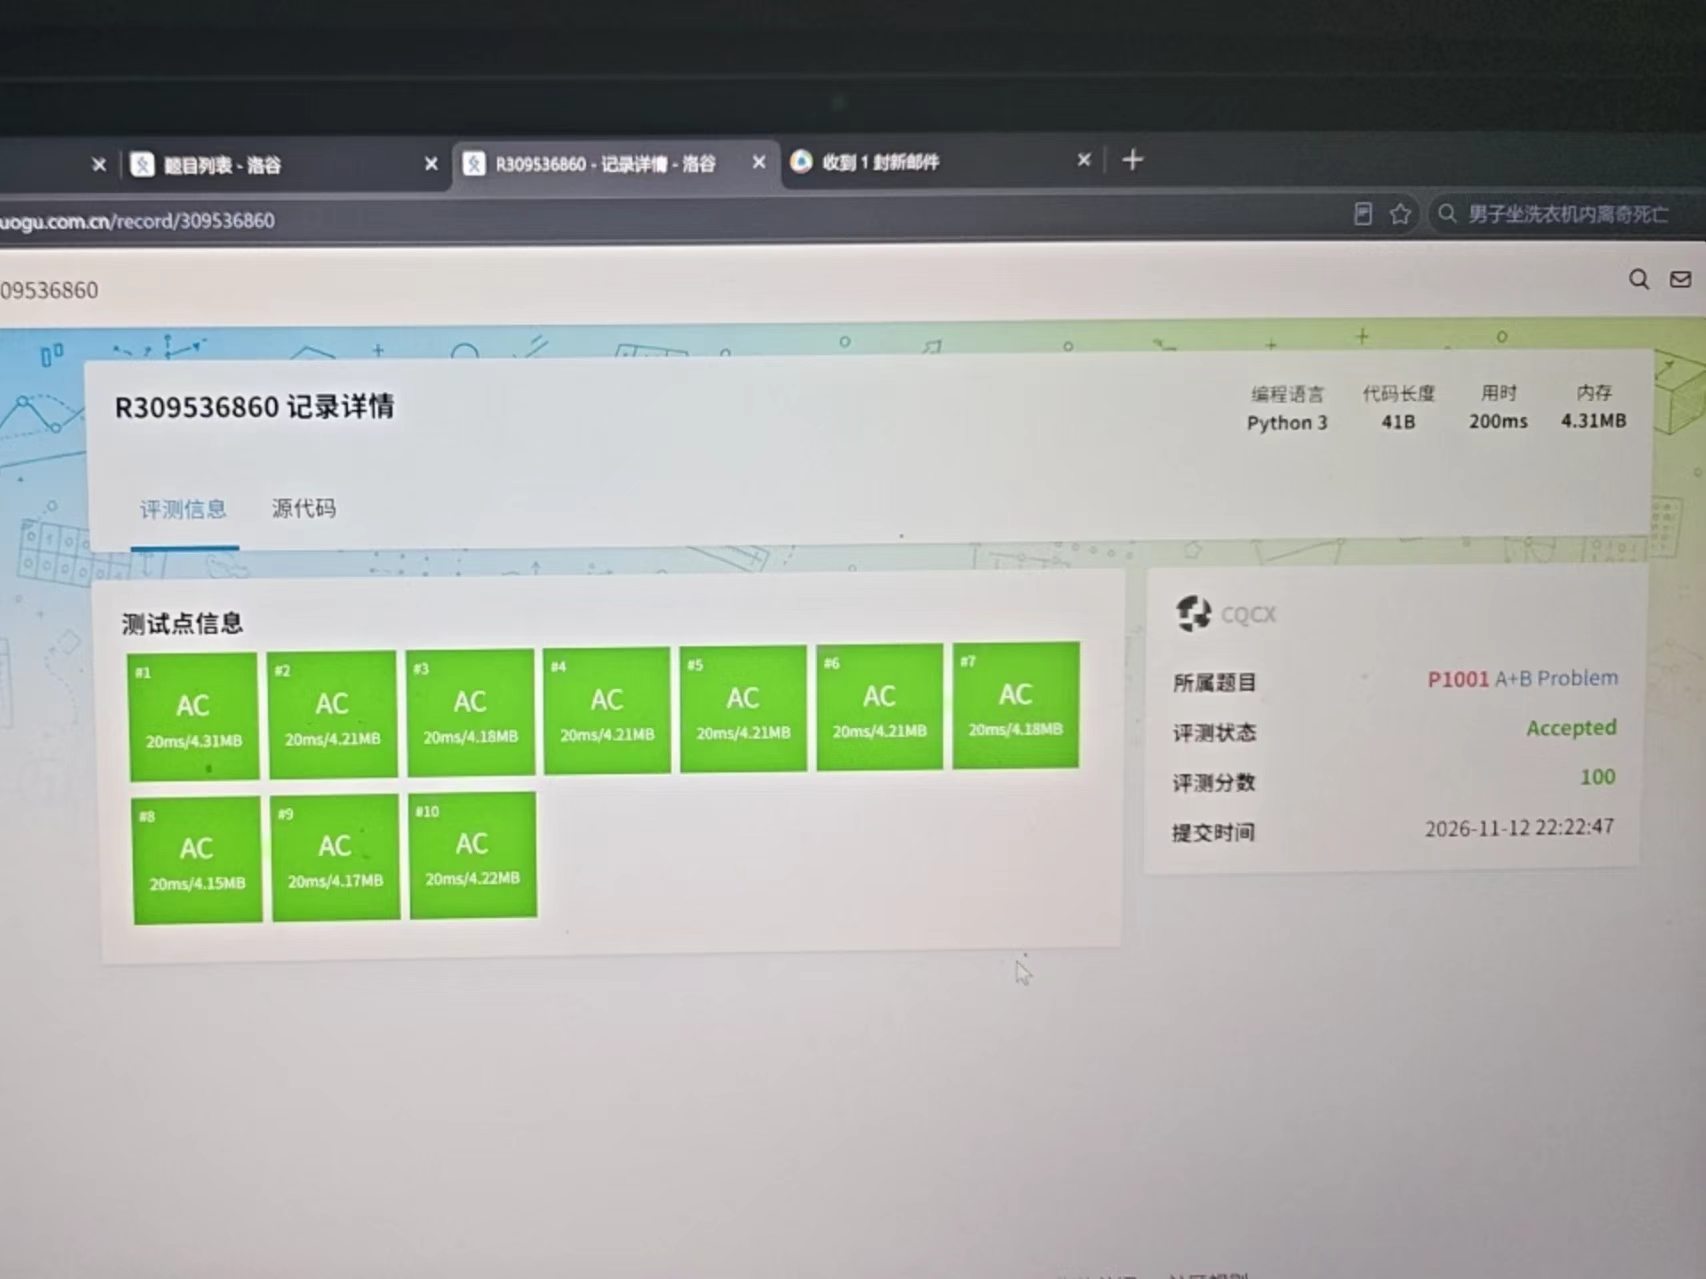 题目列表 - 洛谷
R309536860 - 记录详情 - 洛谷
收到 1 封新邮件
uogu.com.cn/record/309536860
男子坐洗衣机内离奇死亡
09536860
R309536860 记录详情
编程语言 代码长度 用时 内存
Python 3 41B 200ms 4.31MB
评测信息 源代码
测试点信息
#1 #2 #3 #4 #5 #6 #7
AC AC AC AC AC AC AC
20ms/4.31MB 20ms/4.21MB 20ms/4.18MB 20ms/4.21MB 20ms/4.21MB 20ms/4.21MB 20ms/4.18MB
#8 #9 #10
AC AC AC
20ms/4.15MB 20ms/4.17MB 20ms/4.22MB
CQCX
所属题目 P1001 A+B Problem
评测状态 Accepted
评测分数 100
提交时间 2026-11-12 22:22:47